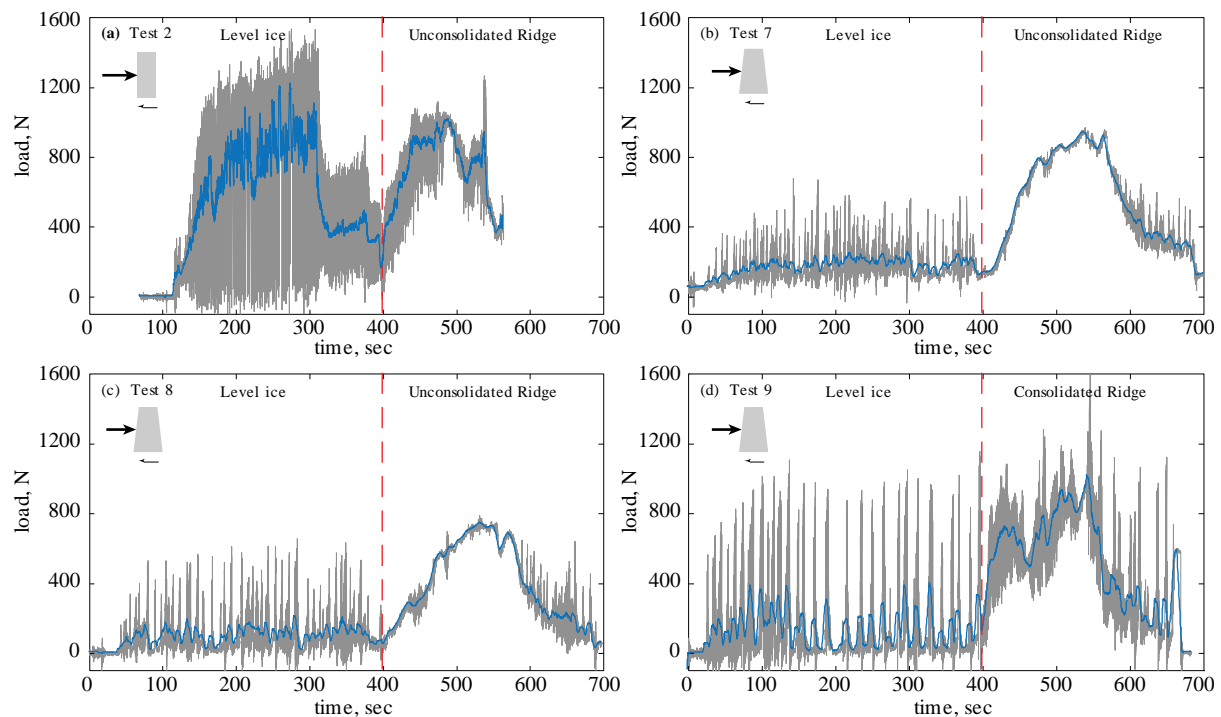 (a) Test 2 Level ice Unconsolidated Ridge
1600
1200
800
400
0
load, N
0 100 200 300 400 500 600 700
time, sec
(b) Test 7 Level ice Unconsolidated Ridge
1600
1200
800
400
0
load, N
0 100 200 300 400 500 600 700
time, sec
(c) Test 8 Level ice Unconsolidated Ridge
1600
1200
800
400
0
load, N
0 100 200 300 400 500 600 700
time, sec
(d) Test 9 Level ice Consolidated Ridge
1600
1200
800
400
0
load, N
0 100 200 300 400 500 600 700
time, sec